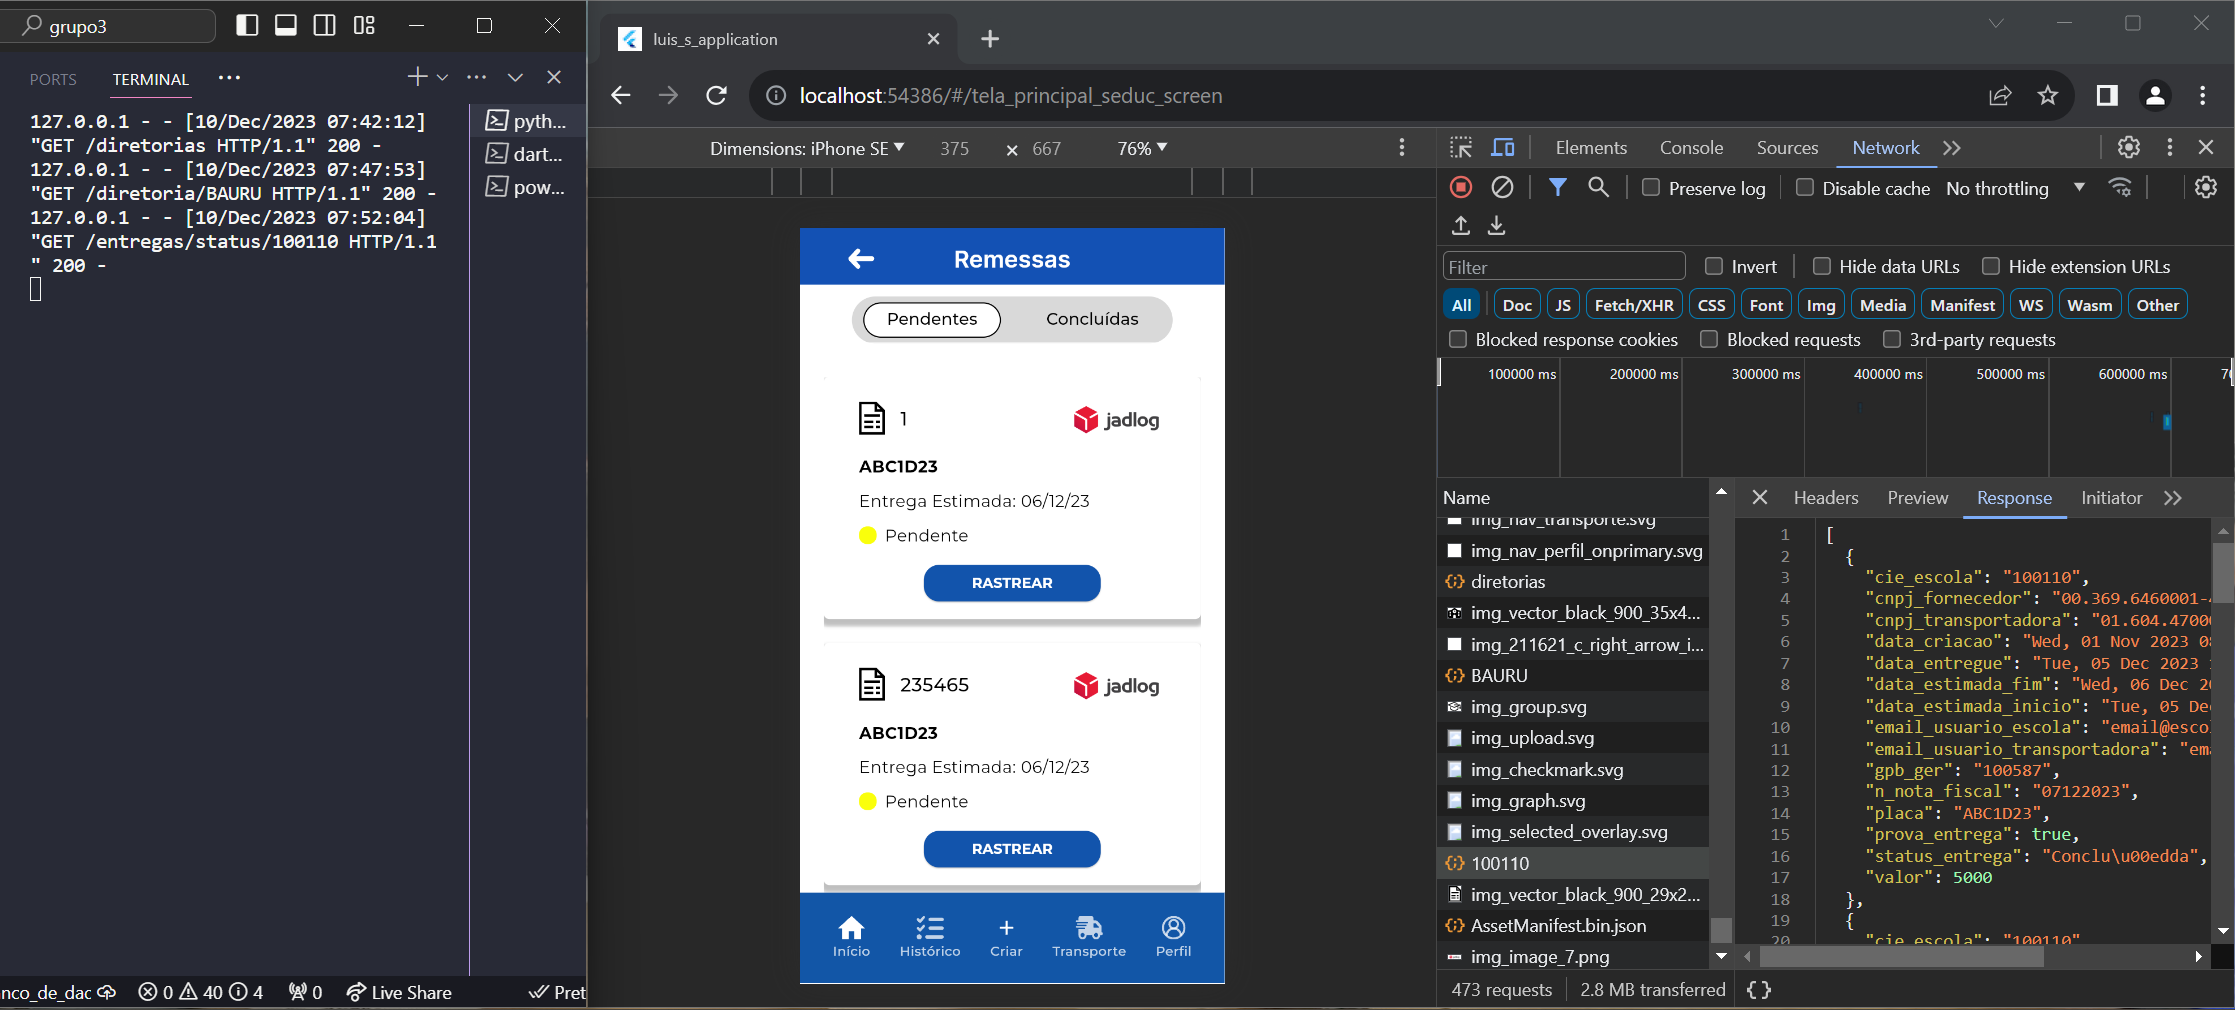 grupo3
PORTS TERMINAL
127.0.0.1 - - [10/Dec/2023 07:42:12]
"GET /diretorias HTTP/1.1" 200 -
127.0.0.1 - - [10/Dec/2023 07:47:53]
"GET /diretoria/BAURU HTTP/1.1" 200 -
127.0.0.1 - - [10/Dec/2023 07:52:04]
"GET /entregas/status/100110 HTTP/1.1
" 200 -
pyth...
dart...
pow...
nco_de_dac 0 40 4 0 Live Share Pret
luis_s_application
localhost:54386/#/tela_principal_seduc_screen
Dimensions: iPhone SE 375 × 667 76%
Remessas
Pendentes Concluídas
1 jadlog
ABC1D23
Entrega Estimada: 06/12/23
Pendente
RASTREAR
235465 jadlog
ABC1D23
Entrega Estimada: 06/12/23
Pendente
RASTREAR
Início Histórico Criar Transporte Perfil
Elements Console Sources Network
Preserve log Disable cache No throttling
Filter Invert Hide data URLs Hide extension URLs
All Doc JS Fetch/XHR CSS Font Img Media Manifest WS Wasm Other
Blocked response cookies Blocked requests 3rd-party requests
100000 ms 200000 ms 300000 ms 400000 ms 500000 ms 600000 ms
Name
img_nav_transporte.svg
img_nav_perfil_onprimary.svg
diretorias
img_vector_black_900_35x4...
img_211621_c_right_arrow_i...
BAURU
img_group.svg
img_upload.svg
img_checkmark.svg
img_graph.svg
img_selected_overlay.svg
100110
img_vector_black_900_29x2...
AssetManifest.bin.json
img_image_7.png
473 requests 2.8 MB transferred
Headers Preview Response Initiator
1 [
2 {
3 "cie_escola": "100110",
4 "cnpj_fornecedor": "00.369.6460001-
5 "cnpj_transportadora": "01.604.4700
6 "data_criacao": "Wed, 01 Nov 2023 0
7 "data_entregue": "Tue, 05 Dec 2023
8 "data_estimada_fim": "Wed, 06 Dec 2
9 "data_estimada_inicio": "Tue, 05 De
10 "email_usuario_escola": "email@esco
11 "email_usuario_transportadora": "em
12 "gpb_ger": "100587",
13 "n_nota_fiscal": "07122023",
14 "placa": "ABC1D23",
15 "prova_entrega": true,
16 "status_entrega": "Conclu\u00edda",
17 "valor": 5000
18 },
19 {
20 "cie_escola": "100110"
{}